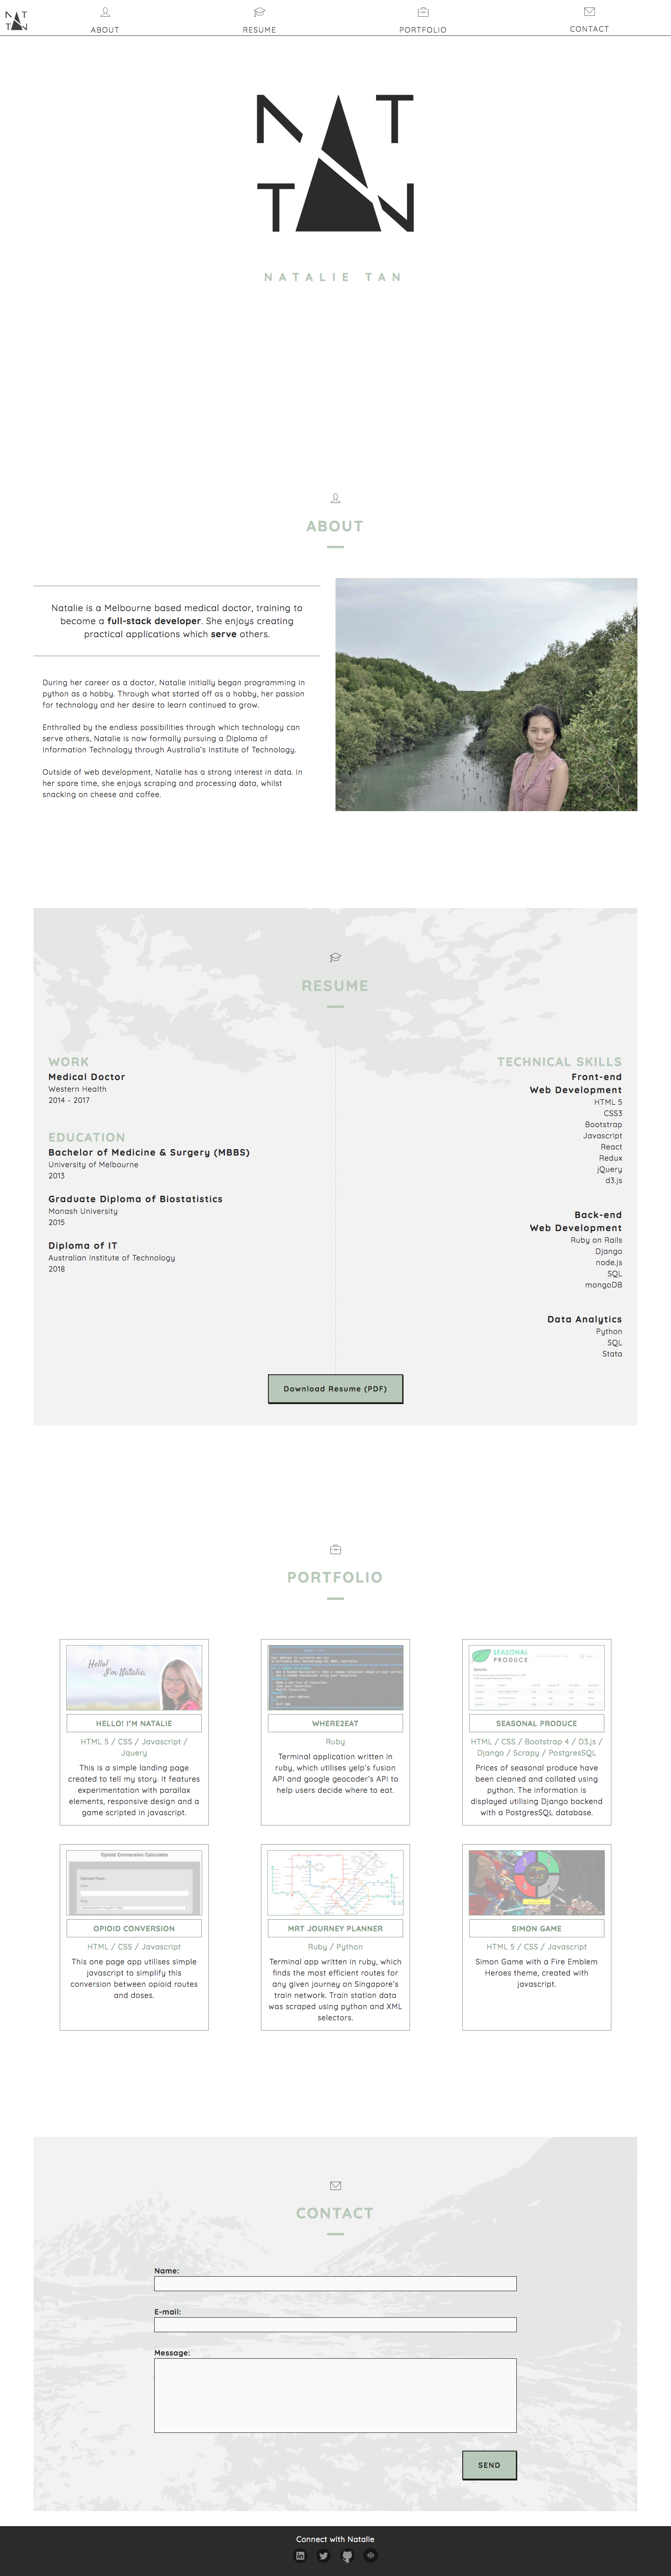 NAT
TAN
ABOUT
RESUME
PORTFOLIO
CONTACT
NAT
TAN
NATALIE TAN
ABOUT
Natalie is a Melbourne based medical doctor, training to
become a full-stack developer. She enjoys creating
practical applications which serve others.
During her career as a doctor, Natalie initially began programming in
python as a hobby. Through what started off as a hobby, her passion
for technology and her desire to learn continued to grow.
Enthralled by the endless possibilities through which technology can
serve others, Natalie is now formally pursuing a Diploma of
Information Technology through Australia's Institute of Technology.
Outside of web development, Natalie has a strong interest in data. In
her spare time, she enjoys scraping and processing data, whilst
snacking on cheese and coffee.
RESUME
WORK
Medical Doctor
Western Health
2014 - 2017
EDUCATION
Bachelor of Medicine & Surgery (MBBS)
University of Melbourne
2013
Graduate Diploma of Biostatistics
Monash University
2015
Diploma of IT
Australian Institute of Technology
2018
TECHNICAL SKILLS
Front-end
Web Development
HTML 5
CSS3
Bootstrap
Javascript
React
Redux
jQuery
d3.js
Back-end
Web Development
Ruby on Rails
Django
node.js
SQL
mongoDB
Data Analytics
Python
SQL
Stata
Download Resume (PDF)
PORTFOLIO
Hello!
I'm Natalie.
HELLO! I'M NATALIE
HTML 5 / CSS / Javascript /
Jquery
This is a simple landing page
created to tell my story. It features
experimentation with parallax
elements, responsive design and a
game scripted in javascript.
WHERE2EAT
Ruby
Terminal application written in
ruby, which utilises yelp's fusion
API and google geocoder's API to
help users decide where to eat.
SEASONAL
PRODUCE
SEASONAL PRODUCE
HTML / CSS / Bootstrap 4 / D3.js /
Django / Scrapy / PostgresSQL
Prices of seasonal produce have
been cleaned and collated using
python. The information is
displayed utilising Django backend
with a PostgresSQL database.
Opioid Conversion Calculator
OPIOID CONVERSION
HTML / CSS / Javascript
This one page app utilises simple
javascript to simplify this
conversion between opioid routes
and doses.
MRT JOURNEY PLANNER
Ruby / Python
Terminal app written in ruby, which
finds the most efficient routes for
any given journey on Singapore's
train network. Train station data
was scraped using python and XML
selectors.
SIMON GAME
HTML 5 / CSS / Javascript
Simon Game with a Fire Emblem
Heroes theme, created with
javascript.
CONTACT
Name:
E-mail:
Message:
SEND
Connect with Natalie